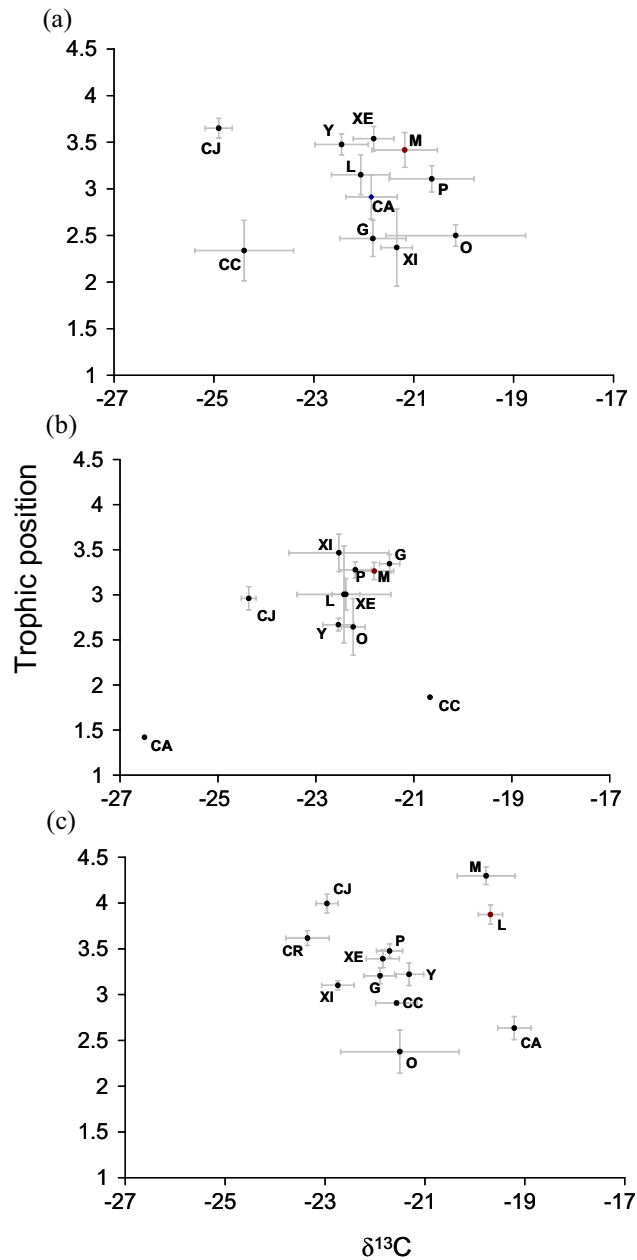 (a)
4.5
4
3.5
3
2.5
2
1.5
1
CJ
CC
Y
XE
M
L
P
CA
G
XI
O
-27 -25 -23 -21 -19 -17
(b)
Trophic position
4.5
4
3.5
3
2.5
2
1.5
1
XI
G
P M
CJ
L XE
Y O
CC
CA
-27 -25 -23 -21 -19 -17
(c)
4.5
4
3.5
3
2.5
2
1.5
1
M
CJ
L
CR
P
XE
Y
G
XI
CC
CA
O
-27 -25 -23 -21 -19 -17
δ¹³C